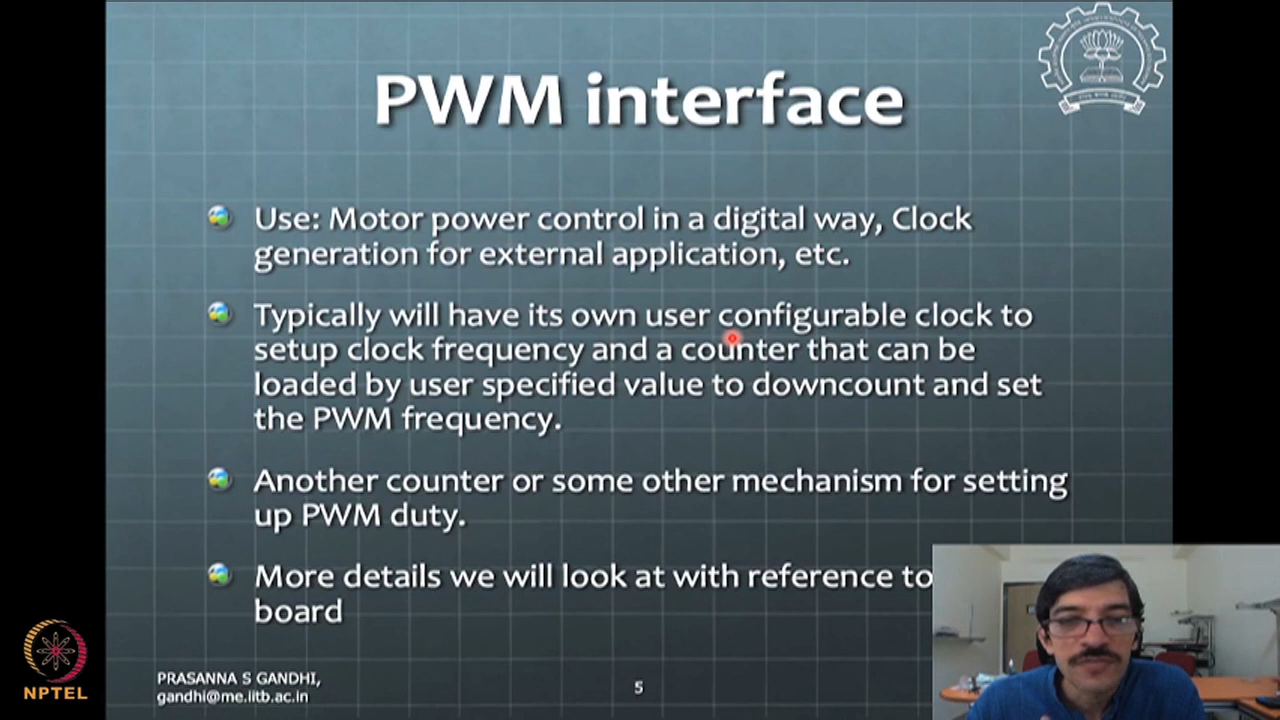 PWM interface
Use: Motor power control in a digital way, Clock
generation for external application, etc.
Typically will have its own user configurable clock to
setup clock frequency and a counter that can be
loaded by user specified value to downcount and set
the PWM frequency.
Another counter or some other mechanism for setting
up PWM duty.
More details we will look at with reference to
board
PRASANNA S GANDHI,
gandhi@me.iitb.ac.in
5
NPTEL